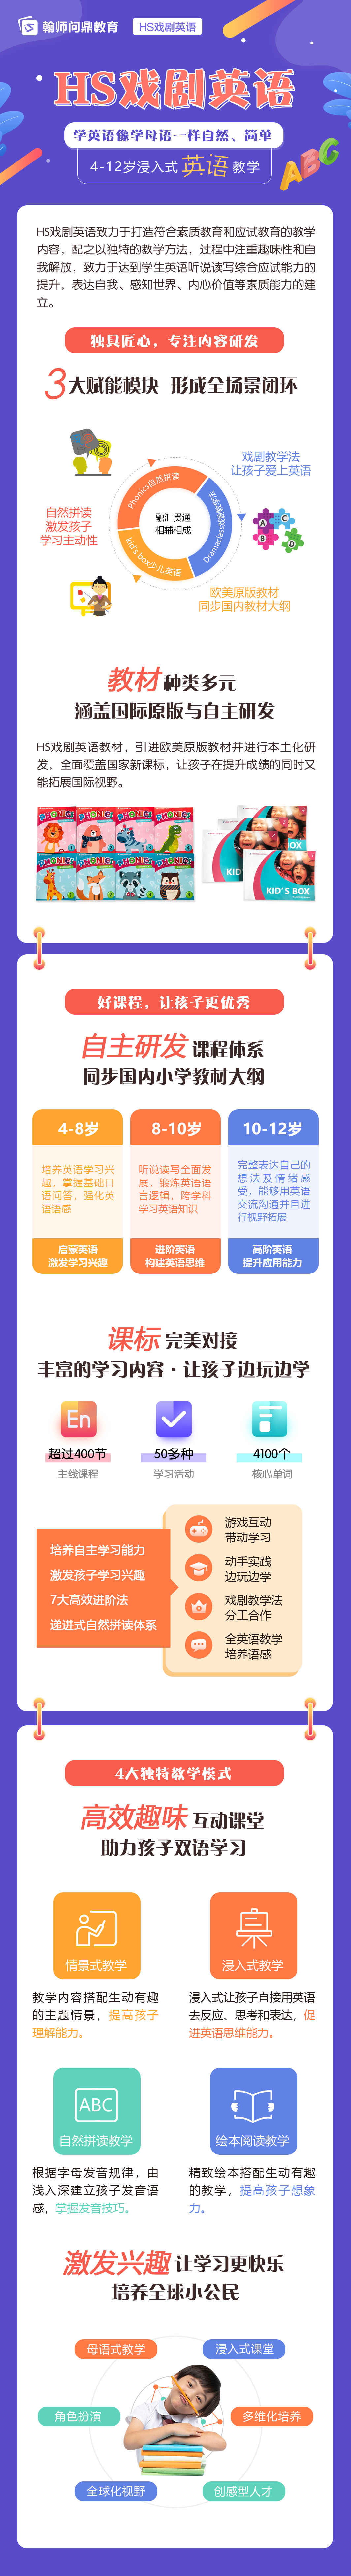 翰师问鼎教育
HS戏剧英语
HS戏剧英语
学英语像学母语一样自然、简单
4-12岁浸入式 英语 教学
ABC
HS戏剧英语致力于打造符合素质教育和应试教育的教学
内容，配之以独特的教学方法，过程中注重趣味性和自
我解放，致力于达到学生英语听说读写综合应试能力的
提升，表达自我、感知世界、内心价值等素质能力的建
立。
独具匠心，专注内容研发
3大赋能模块 形成全场景闭环
戏剧教学法
让孩子爱上英语
Phonics自然拼读
自然拼读
激发孩子
学习主动性
融汇贯通
相辅相成
Drama-class戏剧演绎法
A
C
B
D
kid's box少儿英语
欧美原版教材
同步国内教材大纲
教材 种类多元
涵盖国际原版与自主研发
HS戏剧英语教材，引进欧美原版教材并进行本土化研
发，全面覆盖国家新课标，让孩子在提升成绩的同时又
能拓展国际视野。
PHONICS
PHONICS
PHONICS
PHONICS
PHONICS
PHONICS
PHONICS
PHONICS
BOX
KID
KID'S BOX
好课程，让孩子更优秀
自主研发 课程体系
同步国内小学教材大纲
4-8岁
8-10岁
10-12岁
培养英语学习兴
趣，掌握基础口
语问答，强化英
语语感
听说读写全面发
展，锻炼英语语
言逻辑，跨学科
学习英语知识
完整表达自己的
想法及情绪感
受，能够用英语
交流沟通并且进
行视野拓展
启蒙英语
激发学习兴趣
进阶英语
构建英语思维
高阶英语
提升应用能力
课标 完美对接
丰富的学习内容·让孩子边玩边学
En
超过400节
50多种
4100个
主线课程
学习活动
核心单词
培养自主学习能力
激发孩子学习兴趣
7大高效进阶法
递进式自然拼读体系
游戏互动
带动学习
动手实践
边玩边学
戏剧教学法
分工合作
全英语教学
培养语感
4大独特教学模式
高效趣味 互动课堂
助力孩子双语学习
情景式教学
浸入式教学
教学内容搭配生动有趣
的主题情景，提高孩子
理解能力。
浸入式让孩子直接用英语
去反应、思考和表达，促
进英语思维能力。
ABC
自然拼读教学
绘本阅读教学
根据字母发音规律，由
浅入深建立孩子发音语
感，掌握发音技巧。
精致绘本搭配生动有趣
的教学，提高孩子想象
力。
激发兴趣 让学习更快乐
培养全球小公民
母语式教学
浸入式课堂
角色扮演
多维化培养
全球化视野
创感型人才